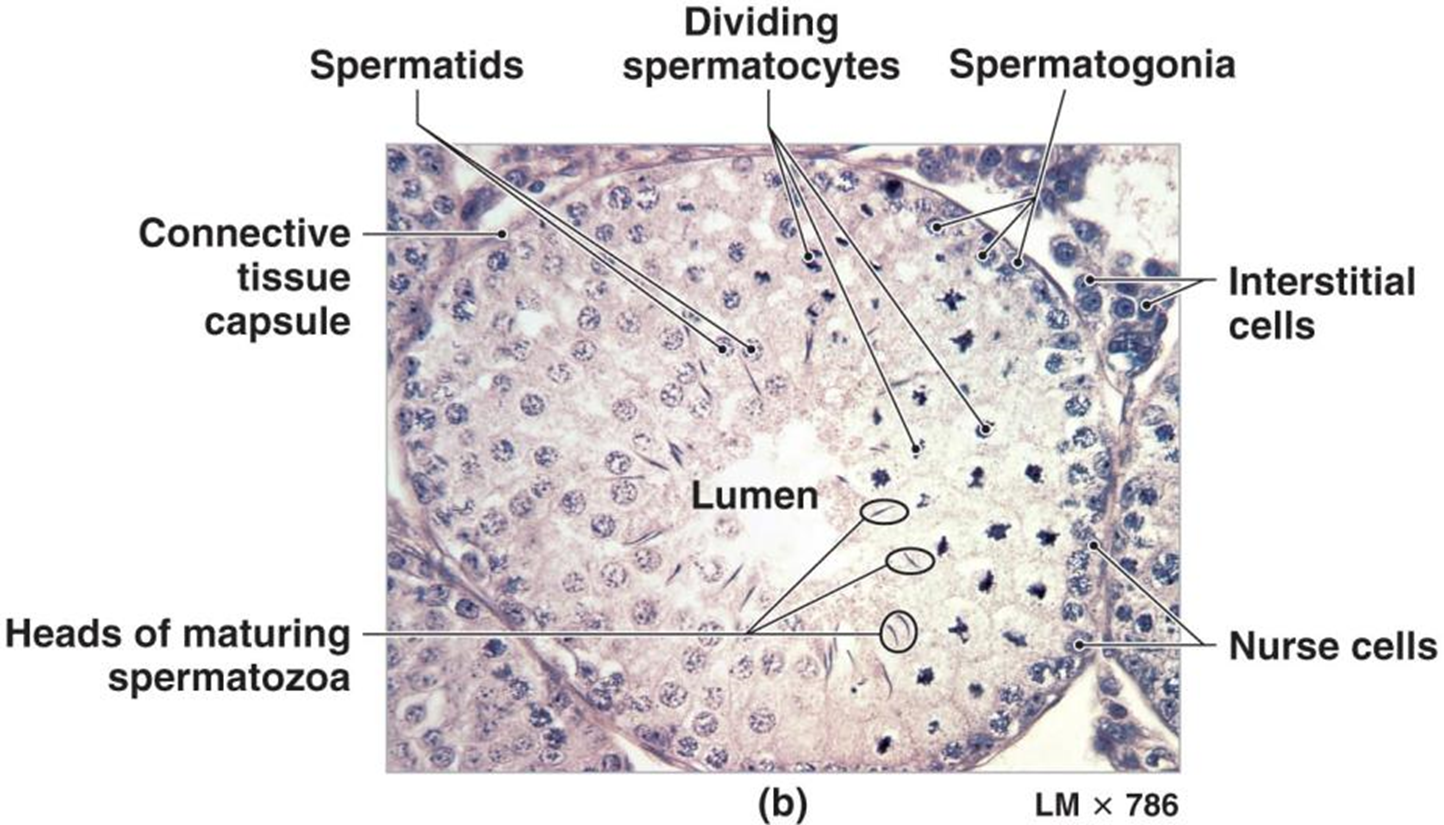 Dividing
spermatocytes
Spermatids
Spermatogonia
Connective
tissue
capsule
Interstitial
cells
Lumen
Heads of maturing
spermatozoa
Nurse cells
(b)
LM × 786